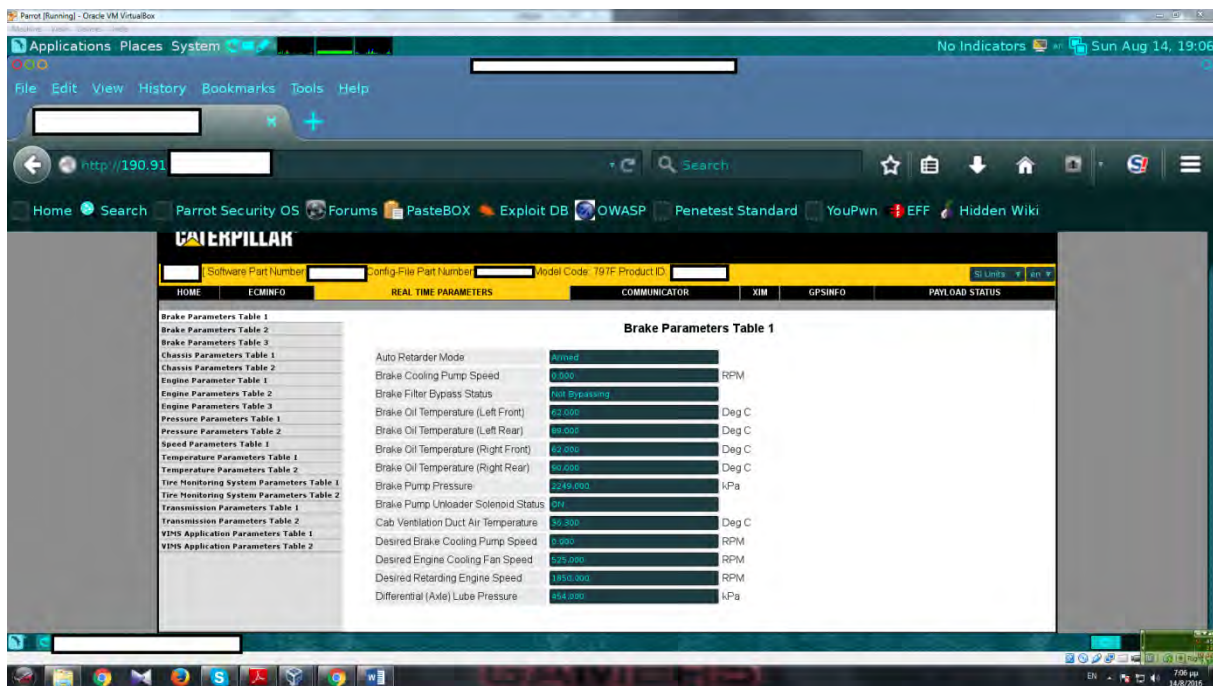 Parrot [Running] - Oracle VM VirtualBox
Applications Places System No Indicators en Sun Aug 14, 19:06
File Edit View History Bookmarks Tools Help
http://190.91 Search
Home Search Parrot Security OS Forums PasteBOX Exploit DB OWASP Penetest Standard YouPwn EFF Hidden Wiki
CATERPILLAR
[ Software Part Number: Config-File Part Number: Model Code: 797F Product ID: SI Units en
HOME ECMINFO REAL TIME PARAMETERS COMMUNICATOR XIM GPSINFO PAYLOAD STATUS
Brake Parameters Table 1
Brake Parameters Table 2
Brake Parameters Table 3
Chassis Parameters Table 1
Chassis Parameters Table 2
Engine Parameter Table 1
Engine Parameters Table 2
Engine Parameters Table 3
Pressure Parameters Table 1
Pressure Parameters Table 2
Speed Parameters Table 1
Temperature Parameters Table 1
Temperature Parameters Table 2
Tire Monitoring System Parameters Table 1
Tire Monitoring System Parameters Table 2
Transmission Parameters Table 1
Transmission Parameters Table 2
VIMS Application Parameters Table 1
VIMS Application Parameters Table 2
Brake Parameters Table 1
Auto Retarder Mode Armed
Brake Cooling Pump Speed 0.000 RPM
Brake Filter Bypass Status Not Bypassing
Brake Oil Temperature (Left Front) 62.000 Deg C
Brake Oil Temperature (Left Rear) 69.000 Deg C
Brake Oil Temperature (Right Front) 62.000 Deg C
Brake Oil Temperature (Right Rear) Deg C
Brake Pump Pressure 2249.000 kPa
Brake Pump Unloader Solenoid Status ON
Cab Ventilation Duct Air Temperature Deg C
Desired Brake Cooling Pump Speed 0.000 RPM
Desired Engine Cooling Fan Speed 525.000 RPM
Desired Retarding Engine Speed 1850.000 RPM
Differential (Axle) Lube Pressure 454.000 kPa
EN 7:06 μμ
14/8/2016